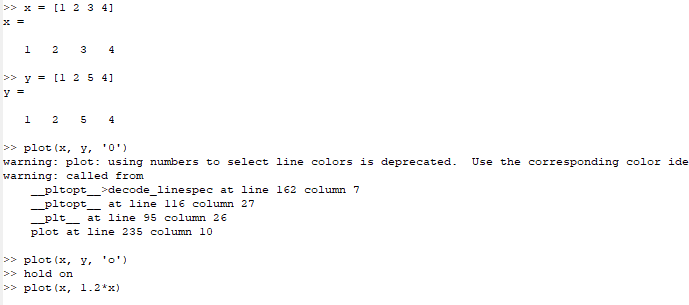 >> x = [1 2 3 4]
x =
1 2 3 4
>> y = [1 2 5 4]
y =
1 2 5 4
>> plot(x, y, '0')
warning: plot: using numbers to select line colors is deprecated. Use the corresponding color ide
warning: called from
__pltopt__>decode_linespec at line 162 column 7
__pltopt__ at line 116 column 27
__plt__ at line 95 column 26
plot at line 235 column 10
>> plot(x, y, 'o')
>> hold on
>> plot(x, 1.2*x)